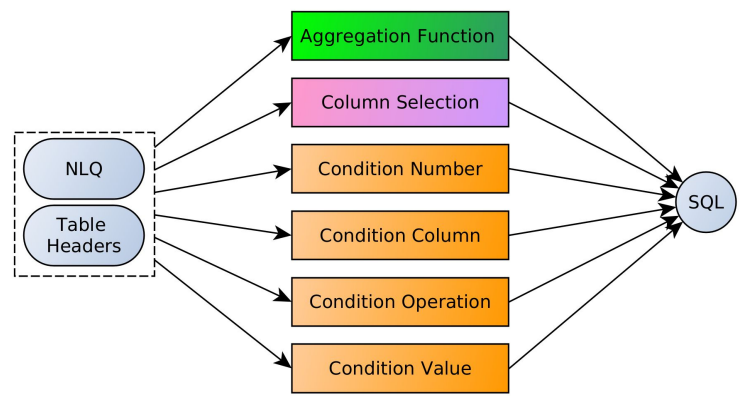 Aggregation Function
Column Selection
NLQ
Condition Number
SQL
Table
Headers
Condition Column
Condition Operation
Condition Value